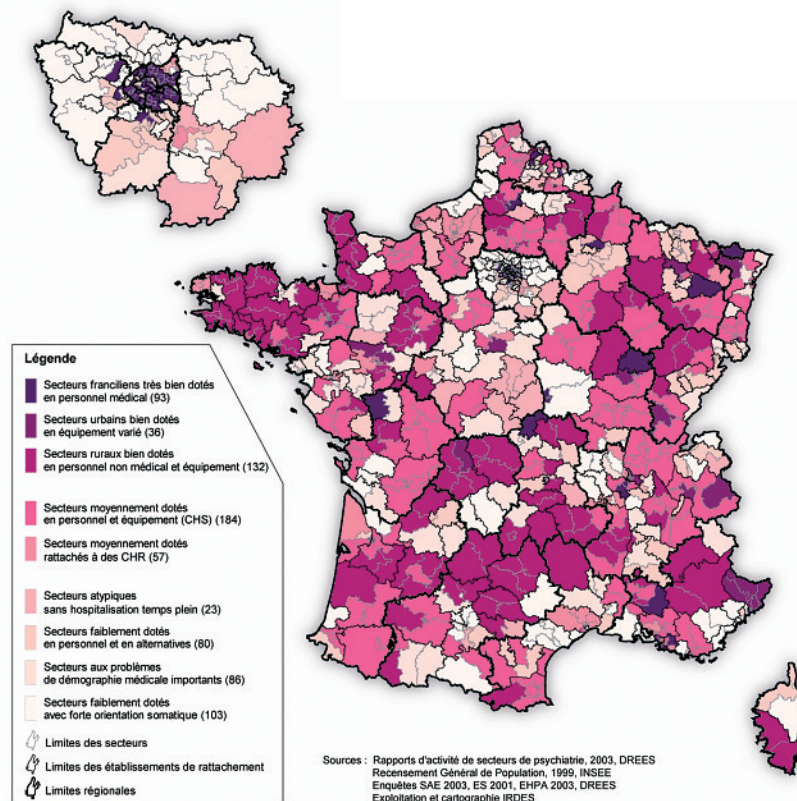 Légende
Secteurs franciliens très bien dotés
en personnel médical (93)
Secteurs urbains bien dotés
en équipement varié (36)
Secteurs ruraux bien dotés
en personnel non médical et équipement (132)
Secteurs moyennement dotés
en personnel et équipement (CHS) (184)
Secteurs moyennement dotés
rattachés à des CHR (57)
Secteurs atypiques
sans hospitalisation temps plein (23)
Secteurs faiblement dotés
en personnel et en alternatives (80)
Secteurs aux problèmes
de démographie médicale importants (86)
Secteurs faiblement dotés
avec forte orientation somatique (103)
Limites des secteurs
Limites des établissements de rattachement
Limites régionales
Sources : Rapports d'activité de secteurs de psychiatrie, 2003, DREES
Recensement Général de Population, 1999, INSEE
Enquêtes SAE 2003, ES 2001, EHPA 2003, DREES
Exploitation et cartographie IRDES